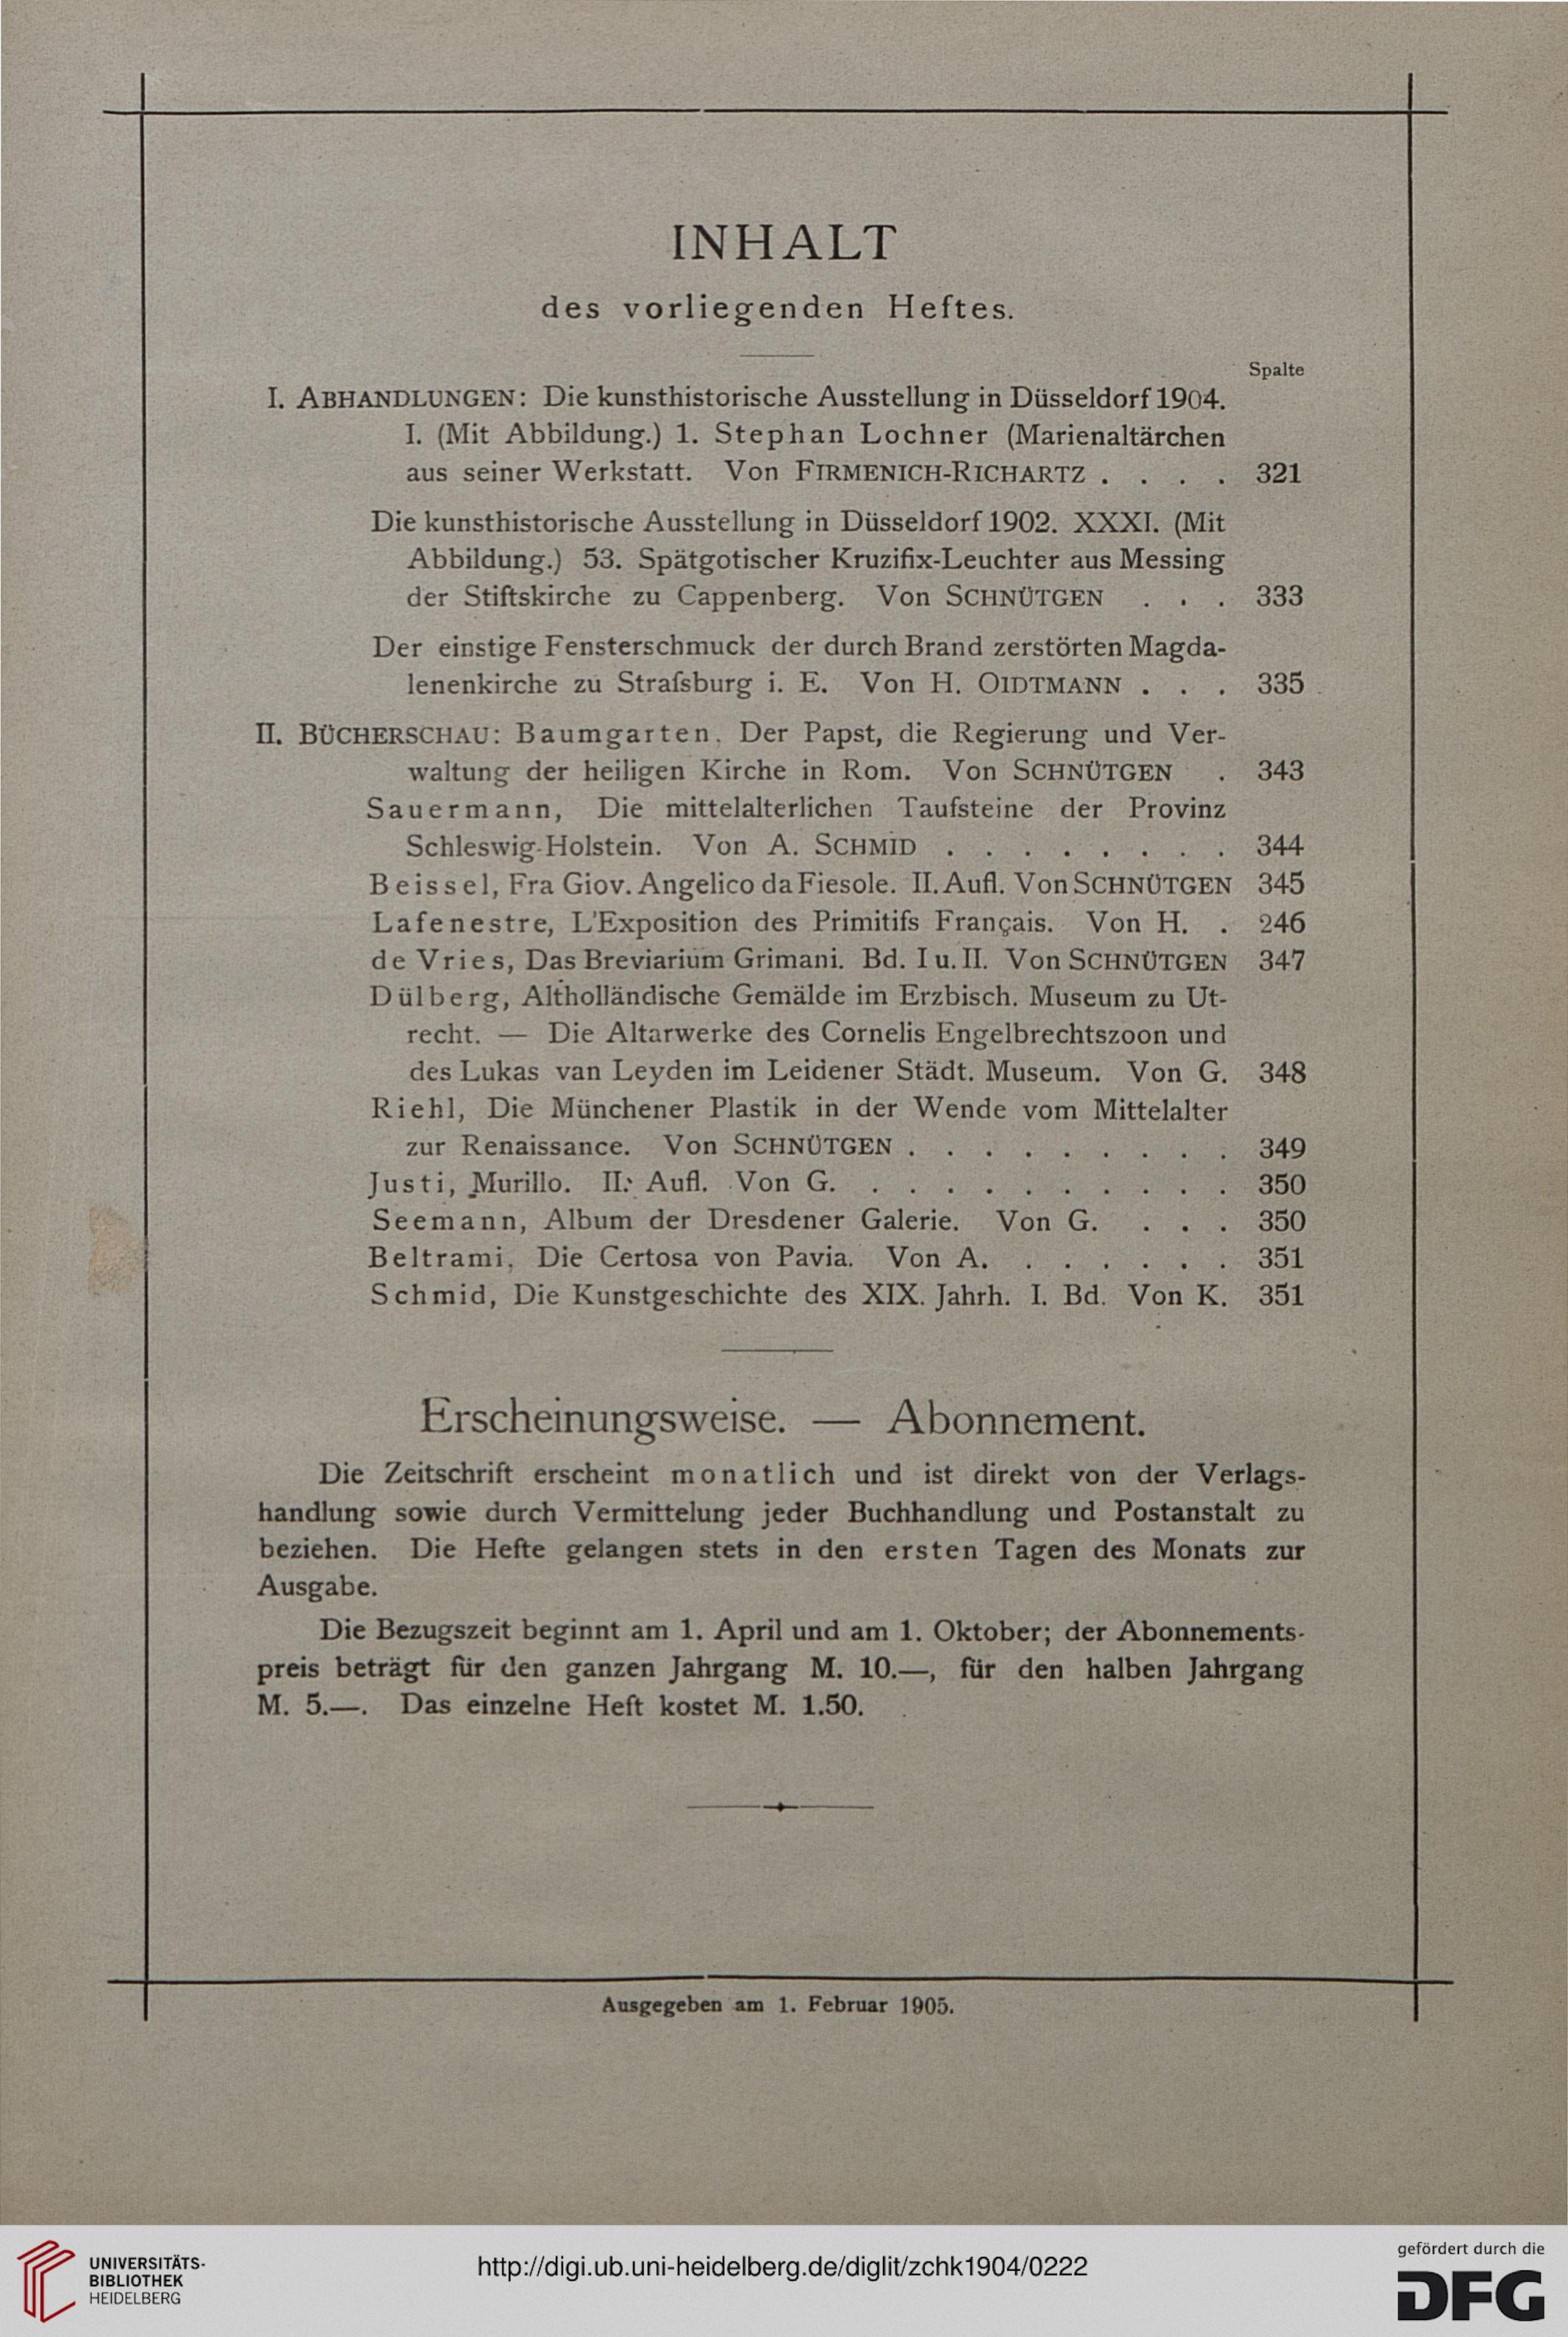 INHALT
des vorliegenden Heftes.
Spalte
I. ABHANDLUNGEN: Die kunsthistorische Ausstellung in Düsseldorf 1904.
I. (Mit Abbildung.) 1. Stephan Lochner (Marienaltärchen
aus seiner Werkstatt. Von FIRMENICH-RICHARTZ . . . . 321
Die kunsthistorische Ausstellung in Düsseldorf 1902. XXXI. (Mit
Abbildung.) 53. Spätgotischer Kruzifix-Leuchter aus Messing
der Stiftskirche zu Cappenberg. Von SCHNÜTGEN . . . 333
Der einstige Fensterschmuck der durch Brand zerstörten Magda-
lenenkirche zu Straſsburg i. E. Von H. OIDTMANN . . . 335
II. BÜCHERSCHAU: Baumgarten. Der Papst, die Regierung und Ver-
waltung der heiligen Kirche in Rom. Von SCHNÜTGEN . 343
Sauermann, Die mittelalterlichen Taufsteine der Provinz
Schleswig-Holstein. Von A. SCHMID . . . . . . . . 344
Beissel, Fra Giov. Angelico da Fiesole. II. Aufl. Von SCHNÜTGEN 345
Lafenestre, L'Exposition des Primitifs Français. Von H. . 246
de Vries, Das Breviarium Grimani. Bd. I u. II. Von SCHNÜTGEN 347
Dülberg, Altholländische Gemälde im Erzbisch. Museum zu Ut-
recht. — Die Altarwerke des Cornelis Engelbrechtszoon und
des Lukas van Leyden im Leidener Städt. Museum. Von G. 348
Riehl, Die Münchener Plastik in der Wende vom Mittelalter
zur Renaissance. Von SCHNÜTGEN . . . . . . . . . 349
Justi, Murillo. II. Aufl. Von G. . . . . . . . . . . 350
Seemann, Album der Dresdener Galerie. Von G. . . . 350
Beltrami, Die Certosa von Pavia. Von A. . . . . . . 351
Schmid, Die Kunstgeschichte des XIX. Jahrh. I. Bd. Von K. 351
Erscheinungsweise. — Abonnement.
Die Zeitschrift erscheint monatlich und ist direkt von der Verlags-
handlung sowie durch Vermittelung jeder Buchhandlung und Postanstalt zu
beziehen. Die Hefte gelangen stets in den ersten Tagen des Monats zur
Ausgabe.
Die Bezugszeit beginnt am 1. April und am 1. Oktober; der Abonnements-
preis beträgt für den ganzen Jahrgang M. 10.—, für den halben Jahrgang
M. 5.—. Das einzelne Heft kostet M. 1.50.
Ausgegeben am 1. Februar 1905.
UNIVERSITÄTS-
BIBLIOTHEK
HEIDELBERG
http://digi.ub.uni-heidelberg.de/diglit/zchk1904/0222
gefördert durch die
DFG